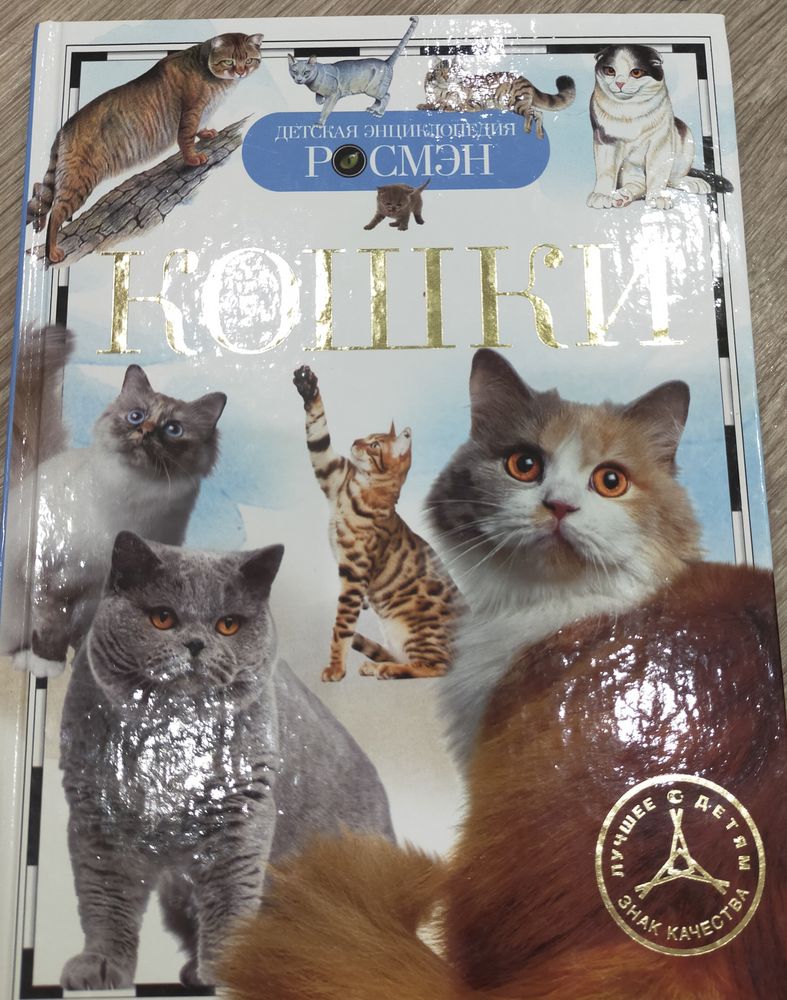 ДЕТСКАЯ ЭНЦИКЛОПЕДИЯ
РОСМЭН
КОШКИ
ЛУЧШЕЕ ДЕТЯМ
ЗНАК КАЧЕСТВА